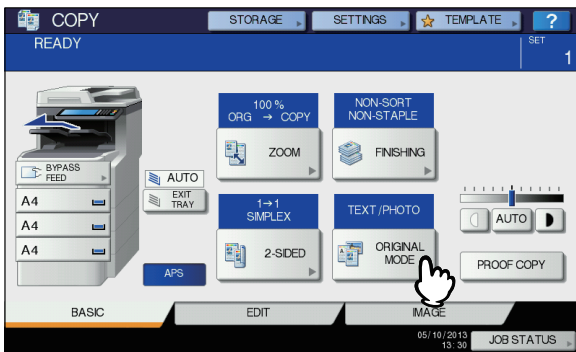 COPY
STORAGE
SETTINGS
TEMPLATE
?
READY
SET
1
100 %
ORG → COPY
NON-SORT
NON-STAPLE
ZOOM
FINISHING
BYPASS
FEED
AUTO
EXIT
TRAY
A4
A4
A4
1→1
SIMPLEX
TEXT/PHOTO
AUTO
2-SIDED
ORIGINAL
MODE
APS
PROOF COPY
BASIC
EDIT
IMAGE
05/10/2013
13:30
JOB STATUS